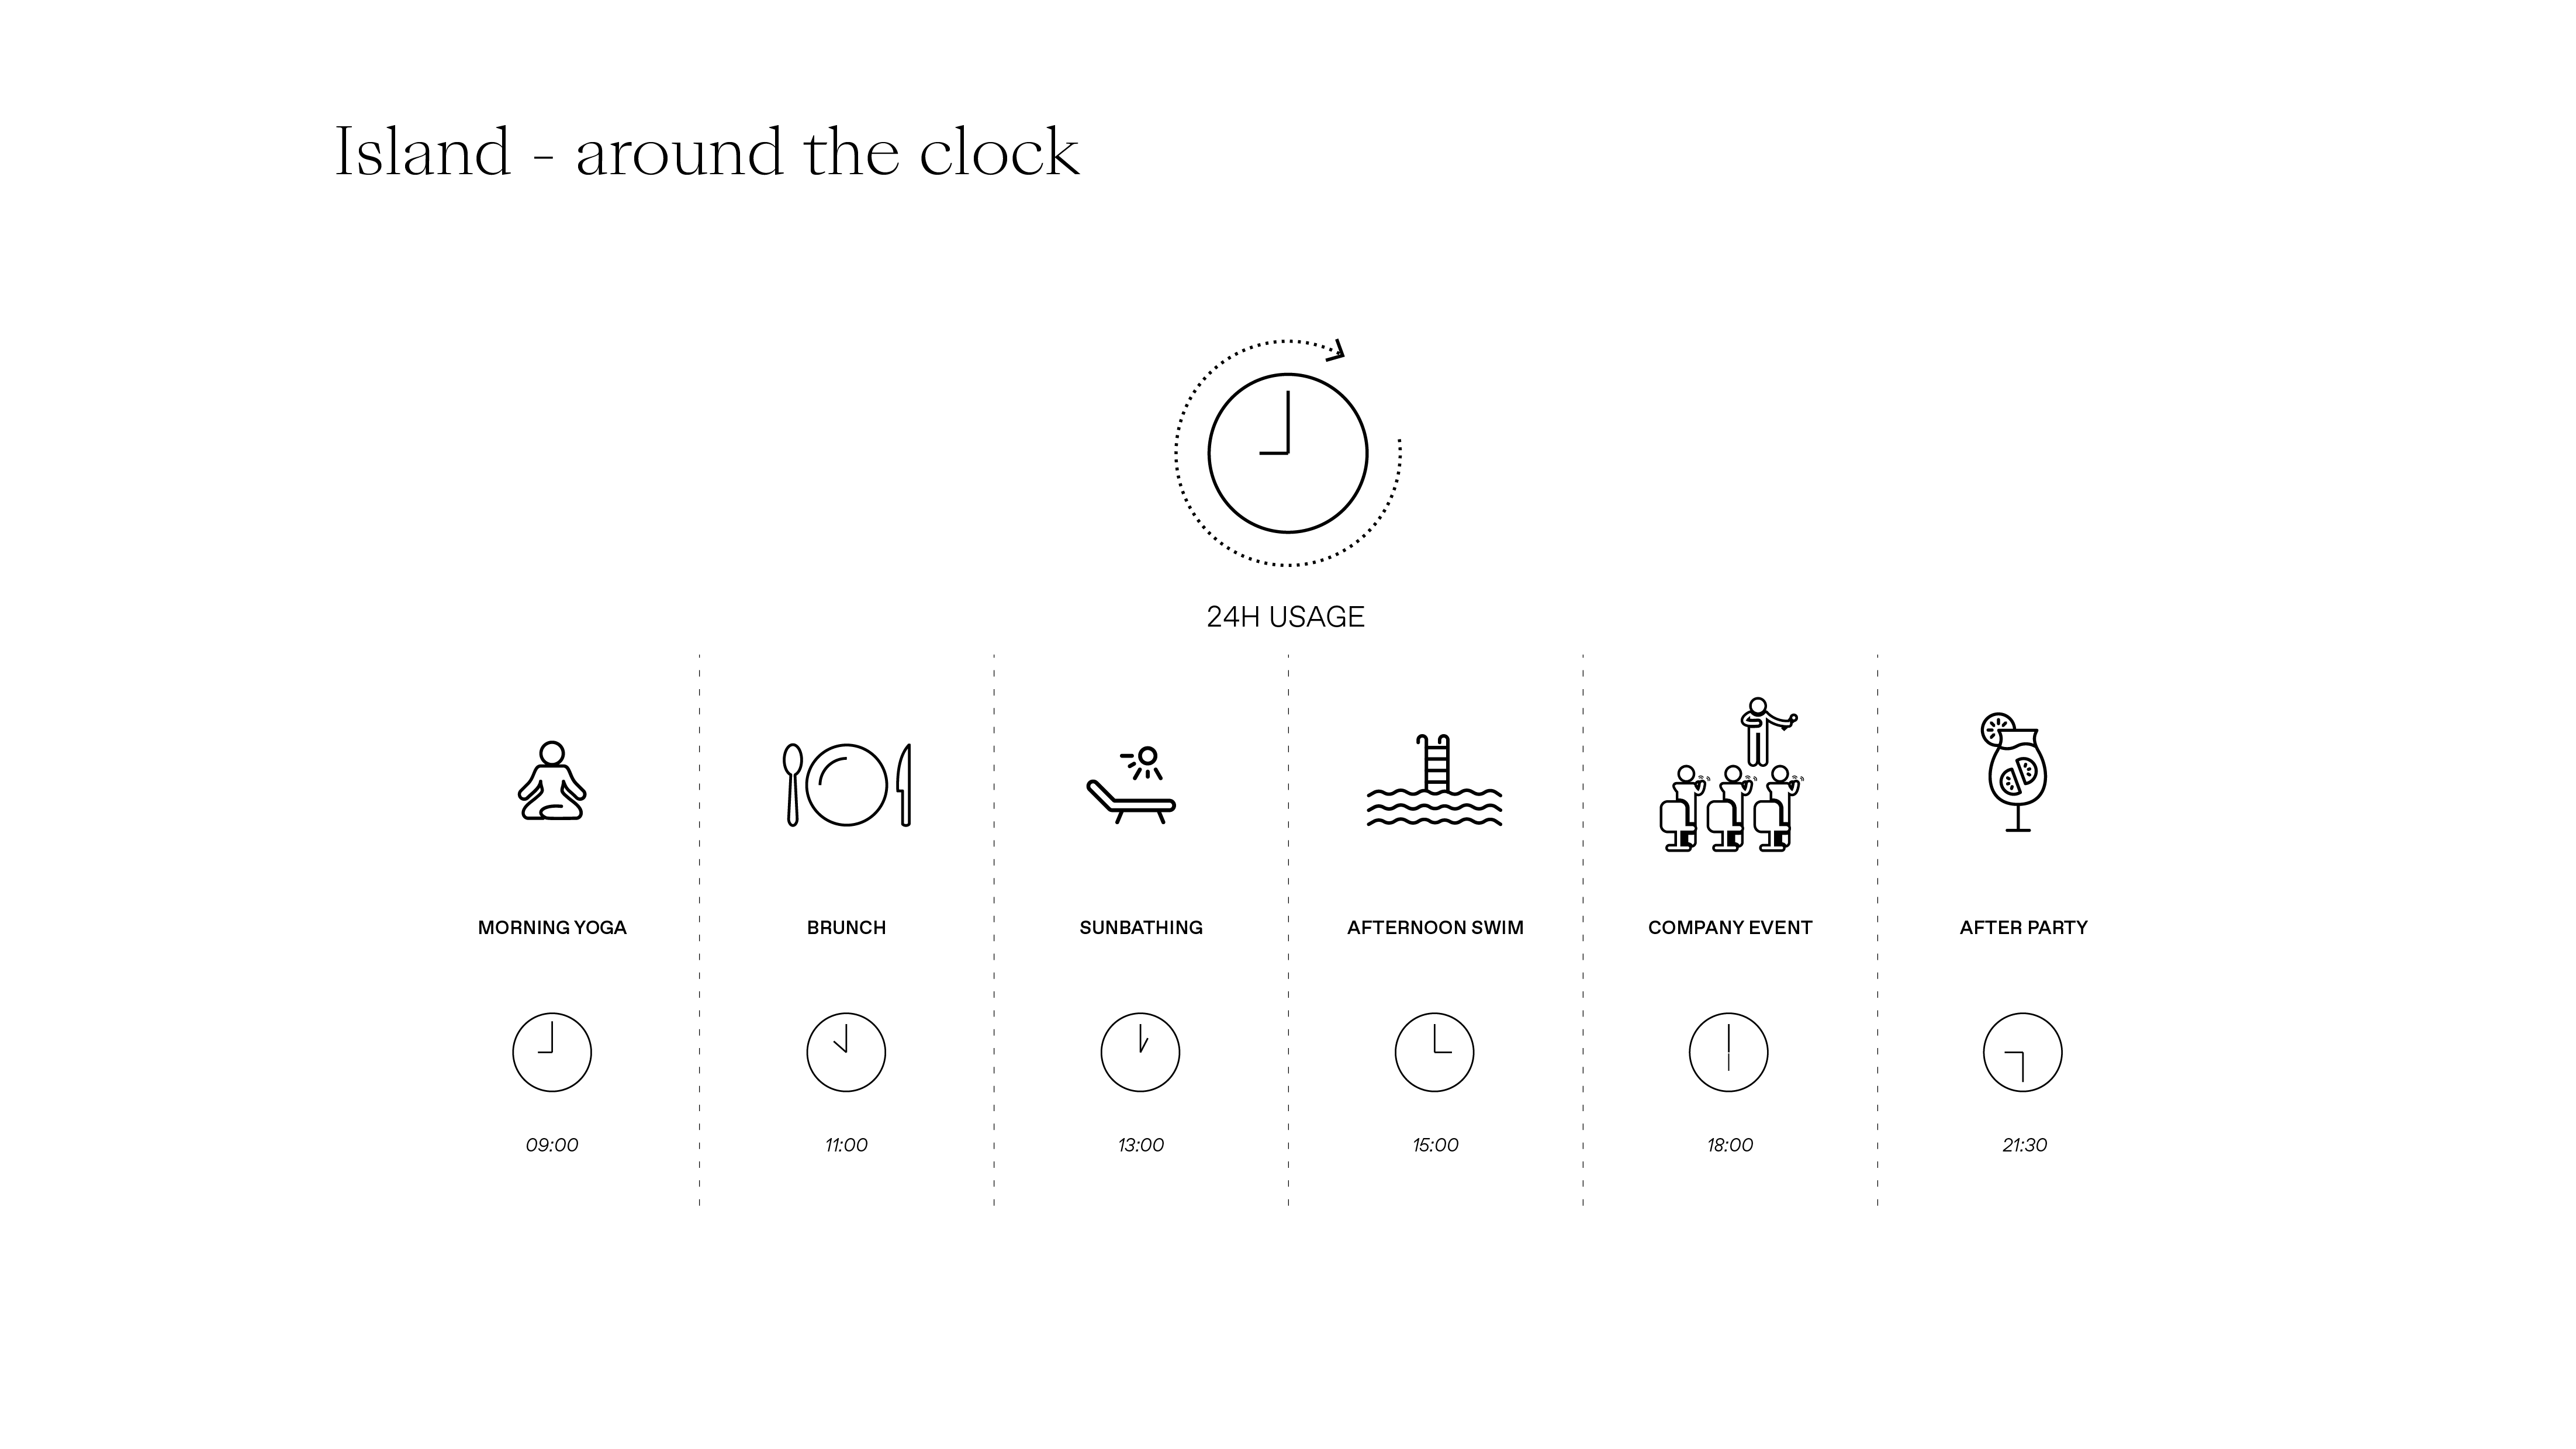 Island - around the clock
24H USAGE
MORNING YOGA
BRUNCH
SUNBATHING
AFTERNOON SWIM
COMPANY EVENT
AFTER PARTY
09:00
11:00
13:00
15:00
18:00
21:30